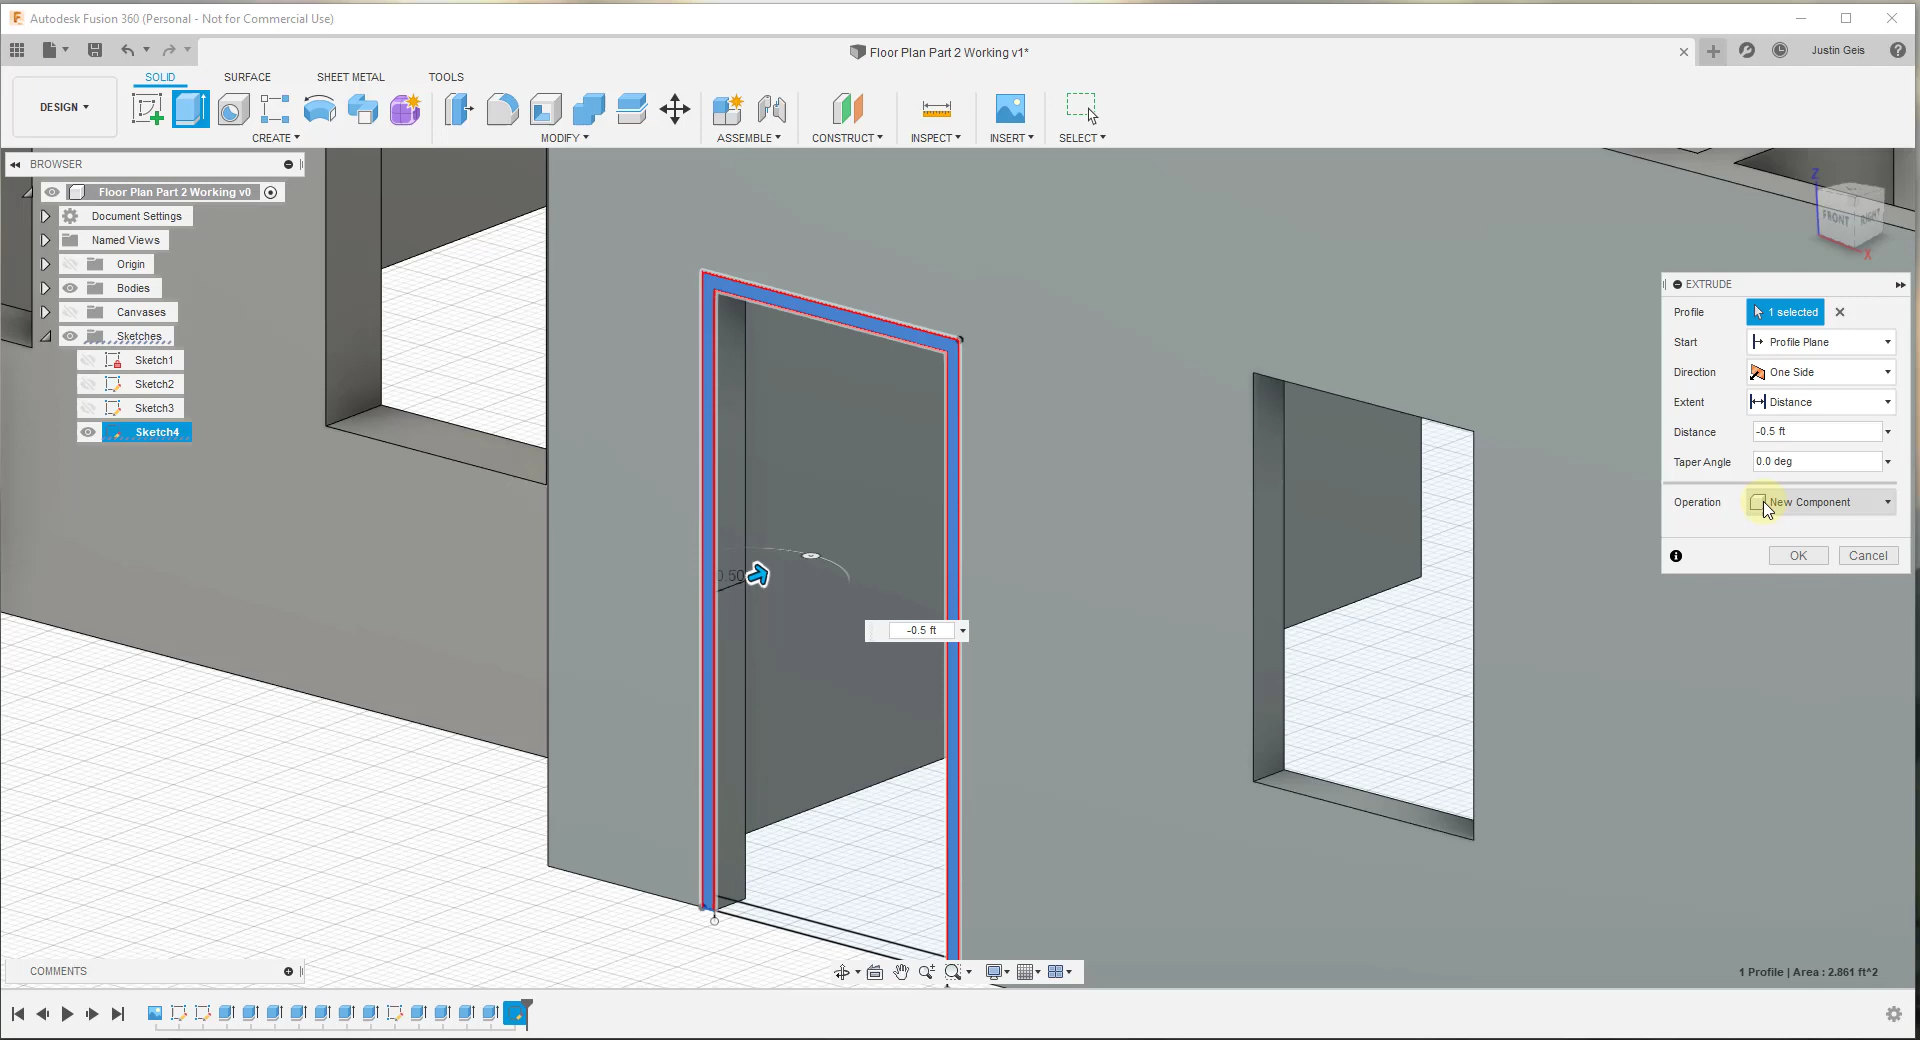 Autodesk Fusion 360 (Personal - Not for Commercial Use)
Floor Plan Part 2 Working v1*
Justin Geis
DESIGN
SOLID
SURFACE
SHEET METAL
TOOLS
CREATE
MODIFY
ASSEMBLE
CONSTRUCT
INSPECT
INSERT
SELECT
BROWSER
Floor Plan Part 2 Working v0
Document Settings
Named Views
Origin
Bodies
Canvases
Sketches
Sketch1
Sketch2
Sketch3
Sketch4
Z
FRONT
RIGHT
X
EXTRUDE
Profile
1 selected
Start
Profile Plane
Direction
One Side
Extent
Distance
Distance
-0.5 ft
Taper Angle
0.0 deg
Operation
New Component
OK
Cancel
0.50
-0.5 ft
COMMENTS
1 Profile | Area : 2.861 ft^2